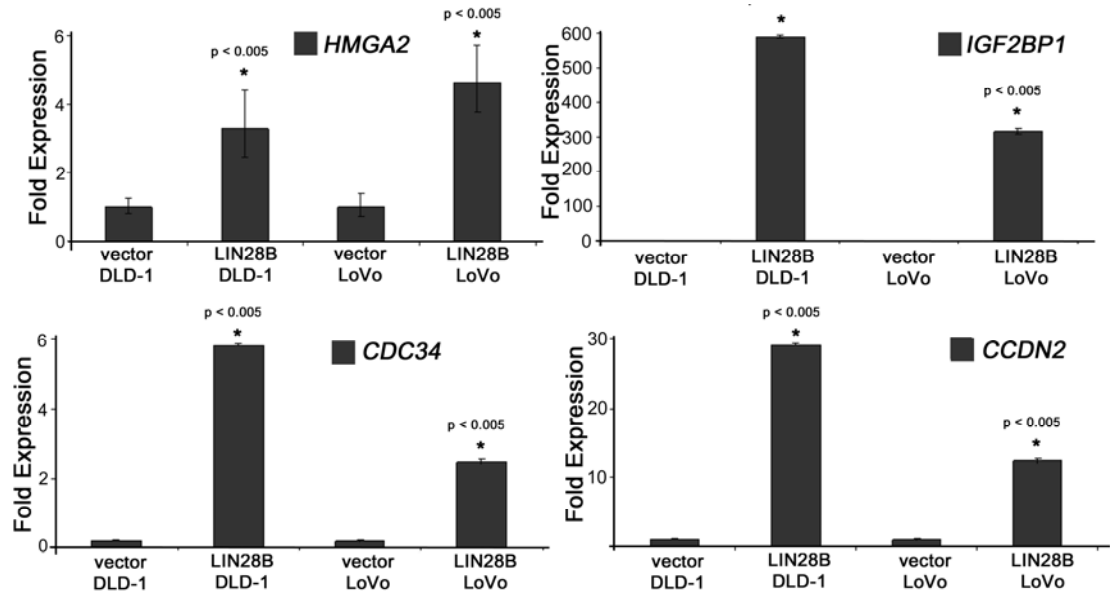 p < 0.005
*
p < 0.005
*
HMGA2
Fold Expression
6
4
2
0
vector
DLD-1
LIN28B
DLD-1
vector
LoVo
LIN28B
LoVo
*
IGF2BP1
p < 0.005
*
Fold Expression
600
500
400
300
200
100
0
vector
DLD-1
LIN28B
DLD-1
vector
LoVo
LIN28B
LoVo
p < 0.005
*
CDC34
p < 0.005
*
Fold Expression
6
4
2
0
vector
DLD-1
LIN28B
DLD-1
vector
LoVo
LIN28B
LoVo
p < 0.005
*
CCDN2
p < 0.005
*
Fold Expression
30
20
10
vector
DLD-1
LIN28B
DLD-1
vector
LoVo
LIN28B
LoVo